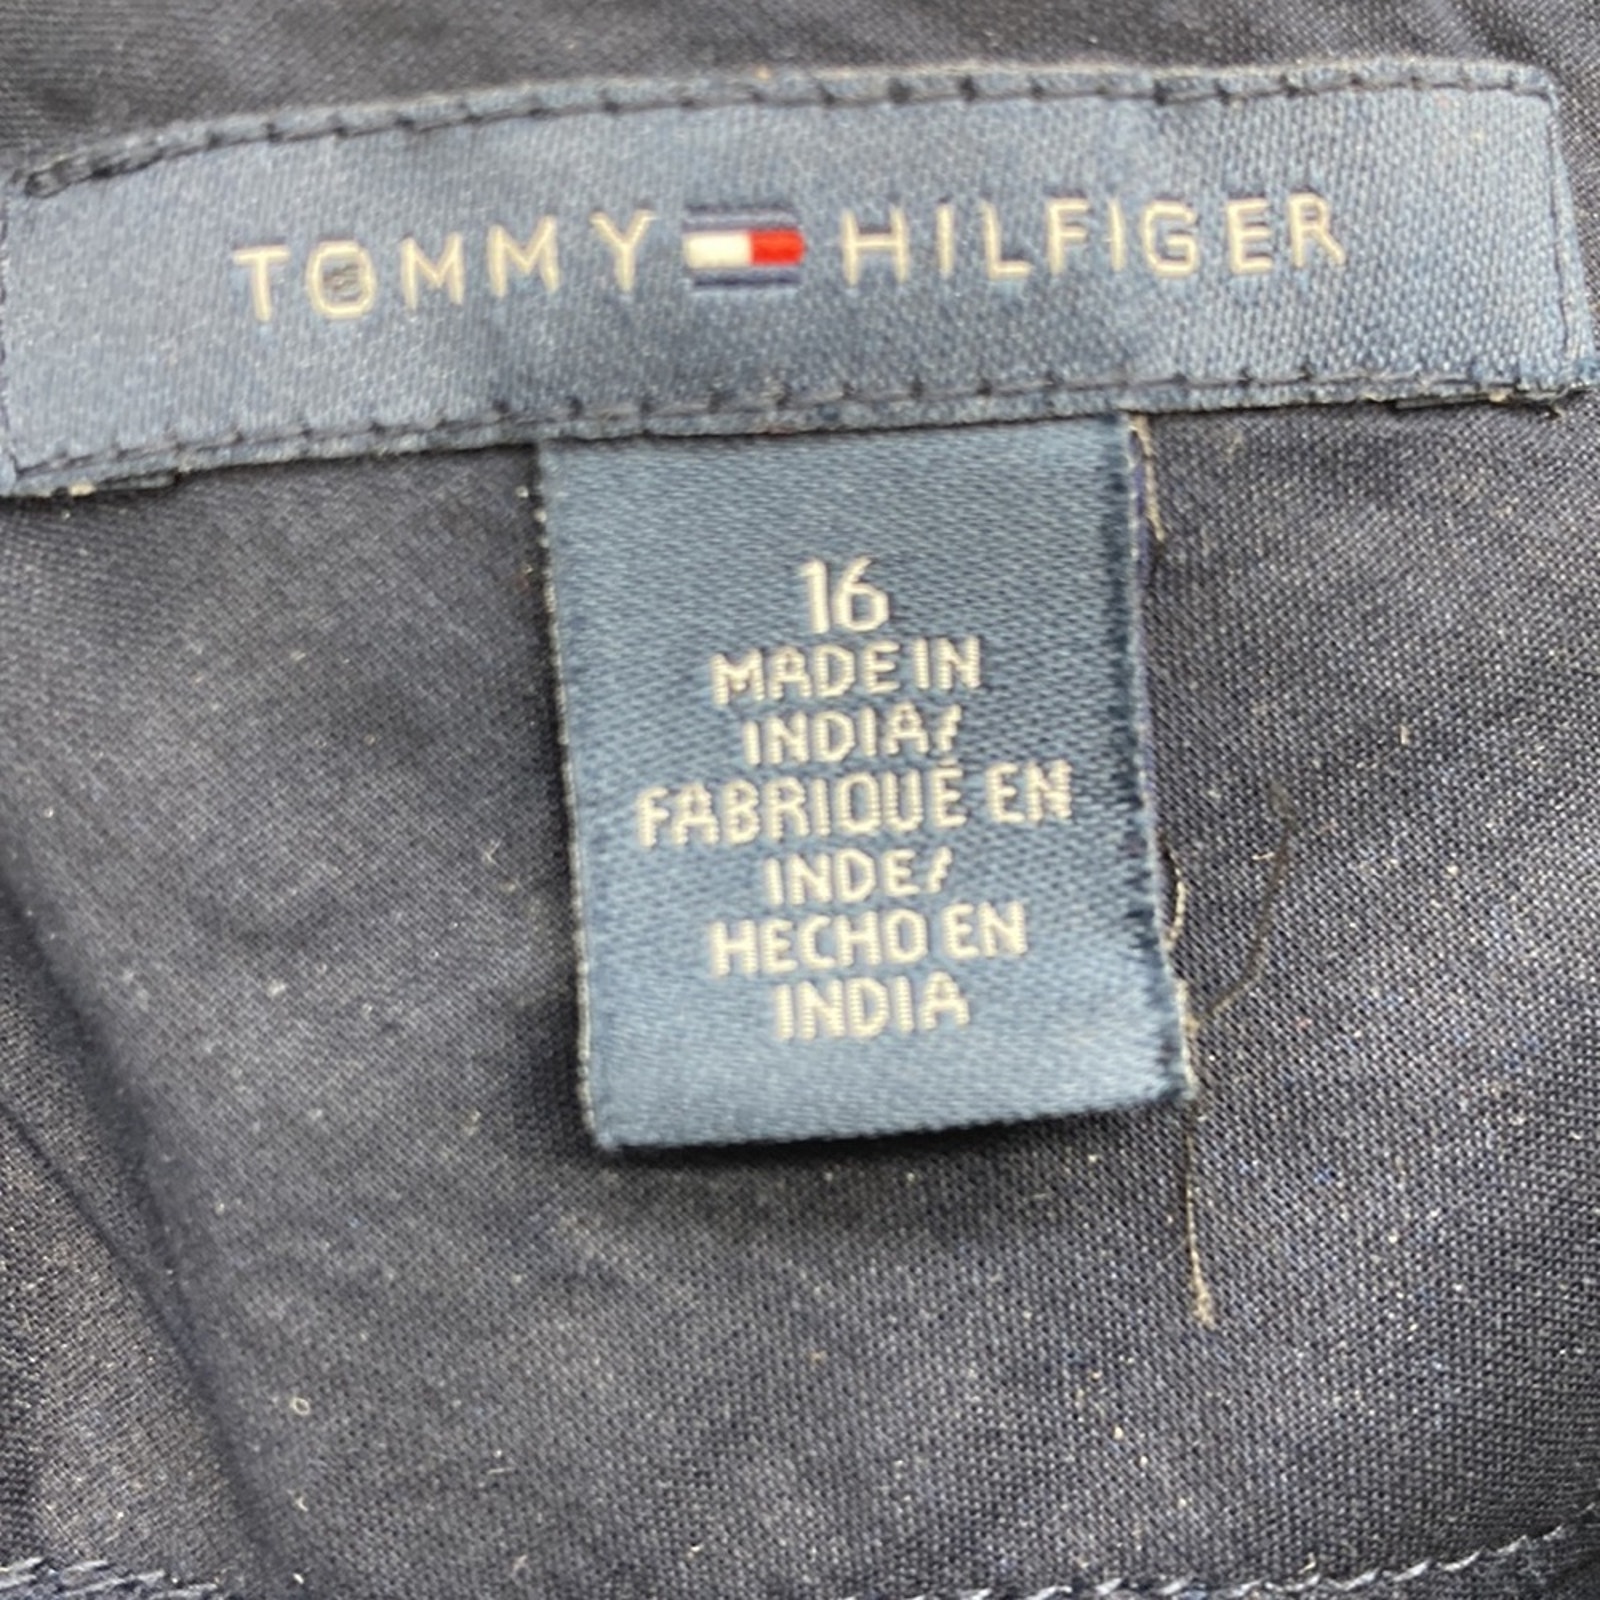 TOMMY HILFIGER
16
MADE IN
INDIA/
FABRIQUÉ EN
INDE/
HECHO EN
INDIA